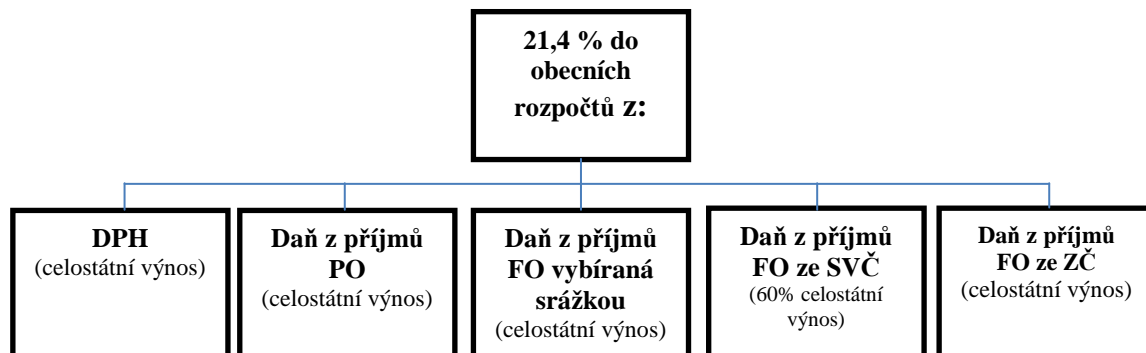 21,4 % do
obecních
rozpočtů z:
DPH
(celostátní výnos)
Daň z příjmů
PO
(celostátní výnos)
Daň z příjmů
FO vybíraná
srážkou
(celostátní výnos)
Daň z příjmů
FO ze SVČ
(60% celostátní
výnos)
Daň z příjmů
FO ze ZČ
(celostátní výnos)